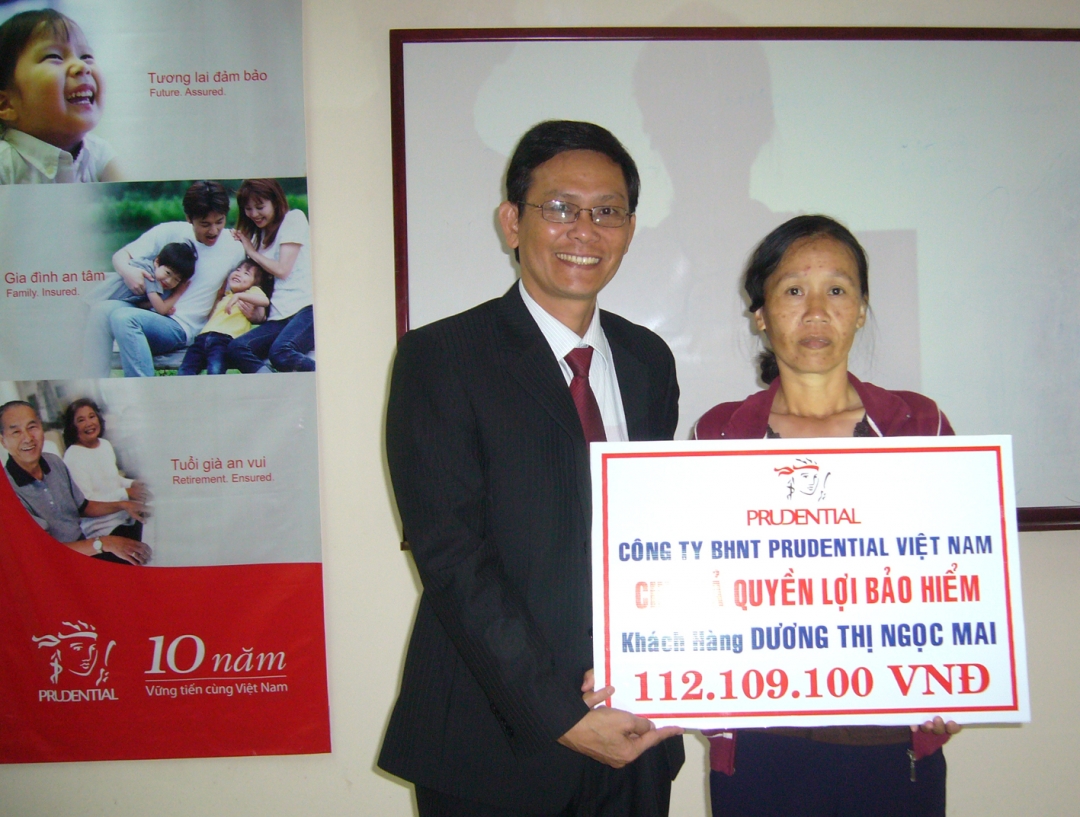 Tương lai đảm bảo
Future. Assured.
Gia đình an tâm
Family. Insured.
Tuổi già an vui
Retirement. Ensured.
PRUDENTIAL
10 năm
Vững tiến cùng Việt Nam
PRUDENTIAL
CÔNG TY BHNT PRUDENTIAL VIỆT NAM
QUYỀN LỢI BẢO HIỂM
Khách Hàng DƯƠNG THỊ NGỌC MAI
112.109.100 VNĐ